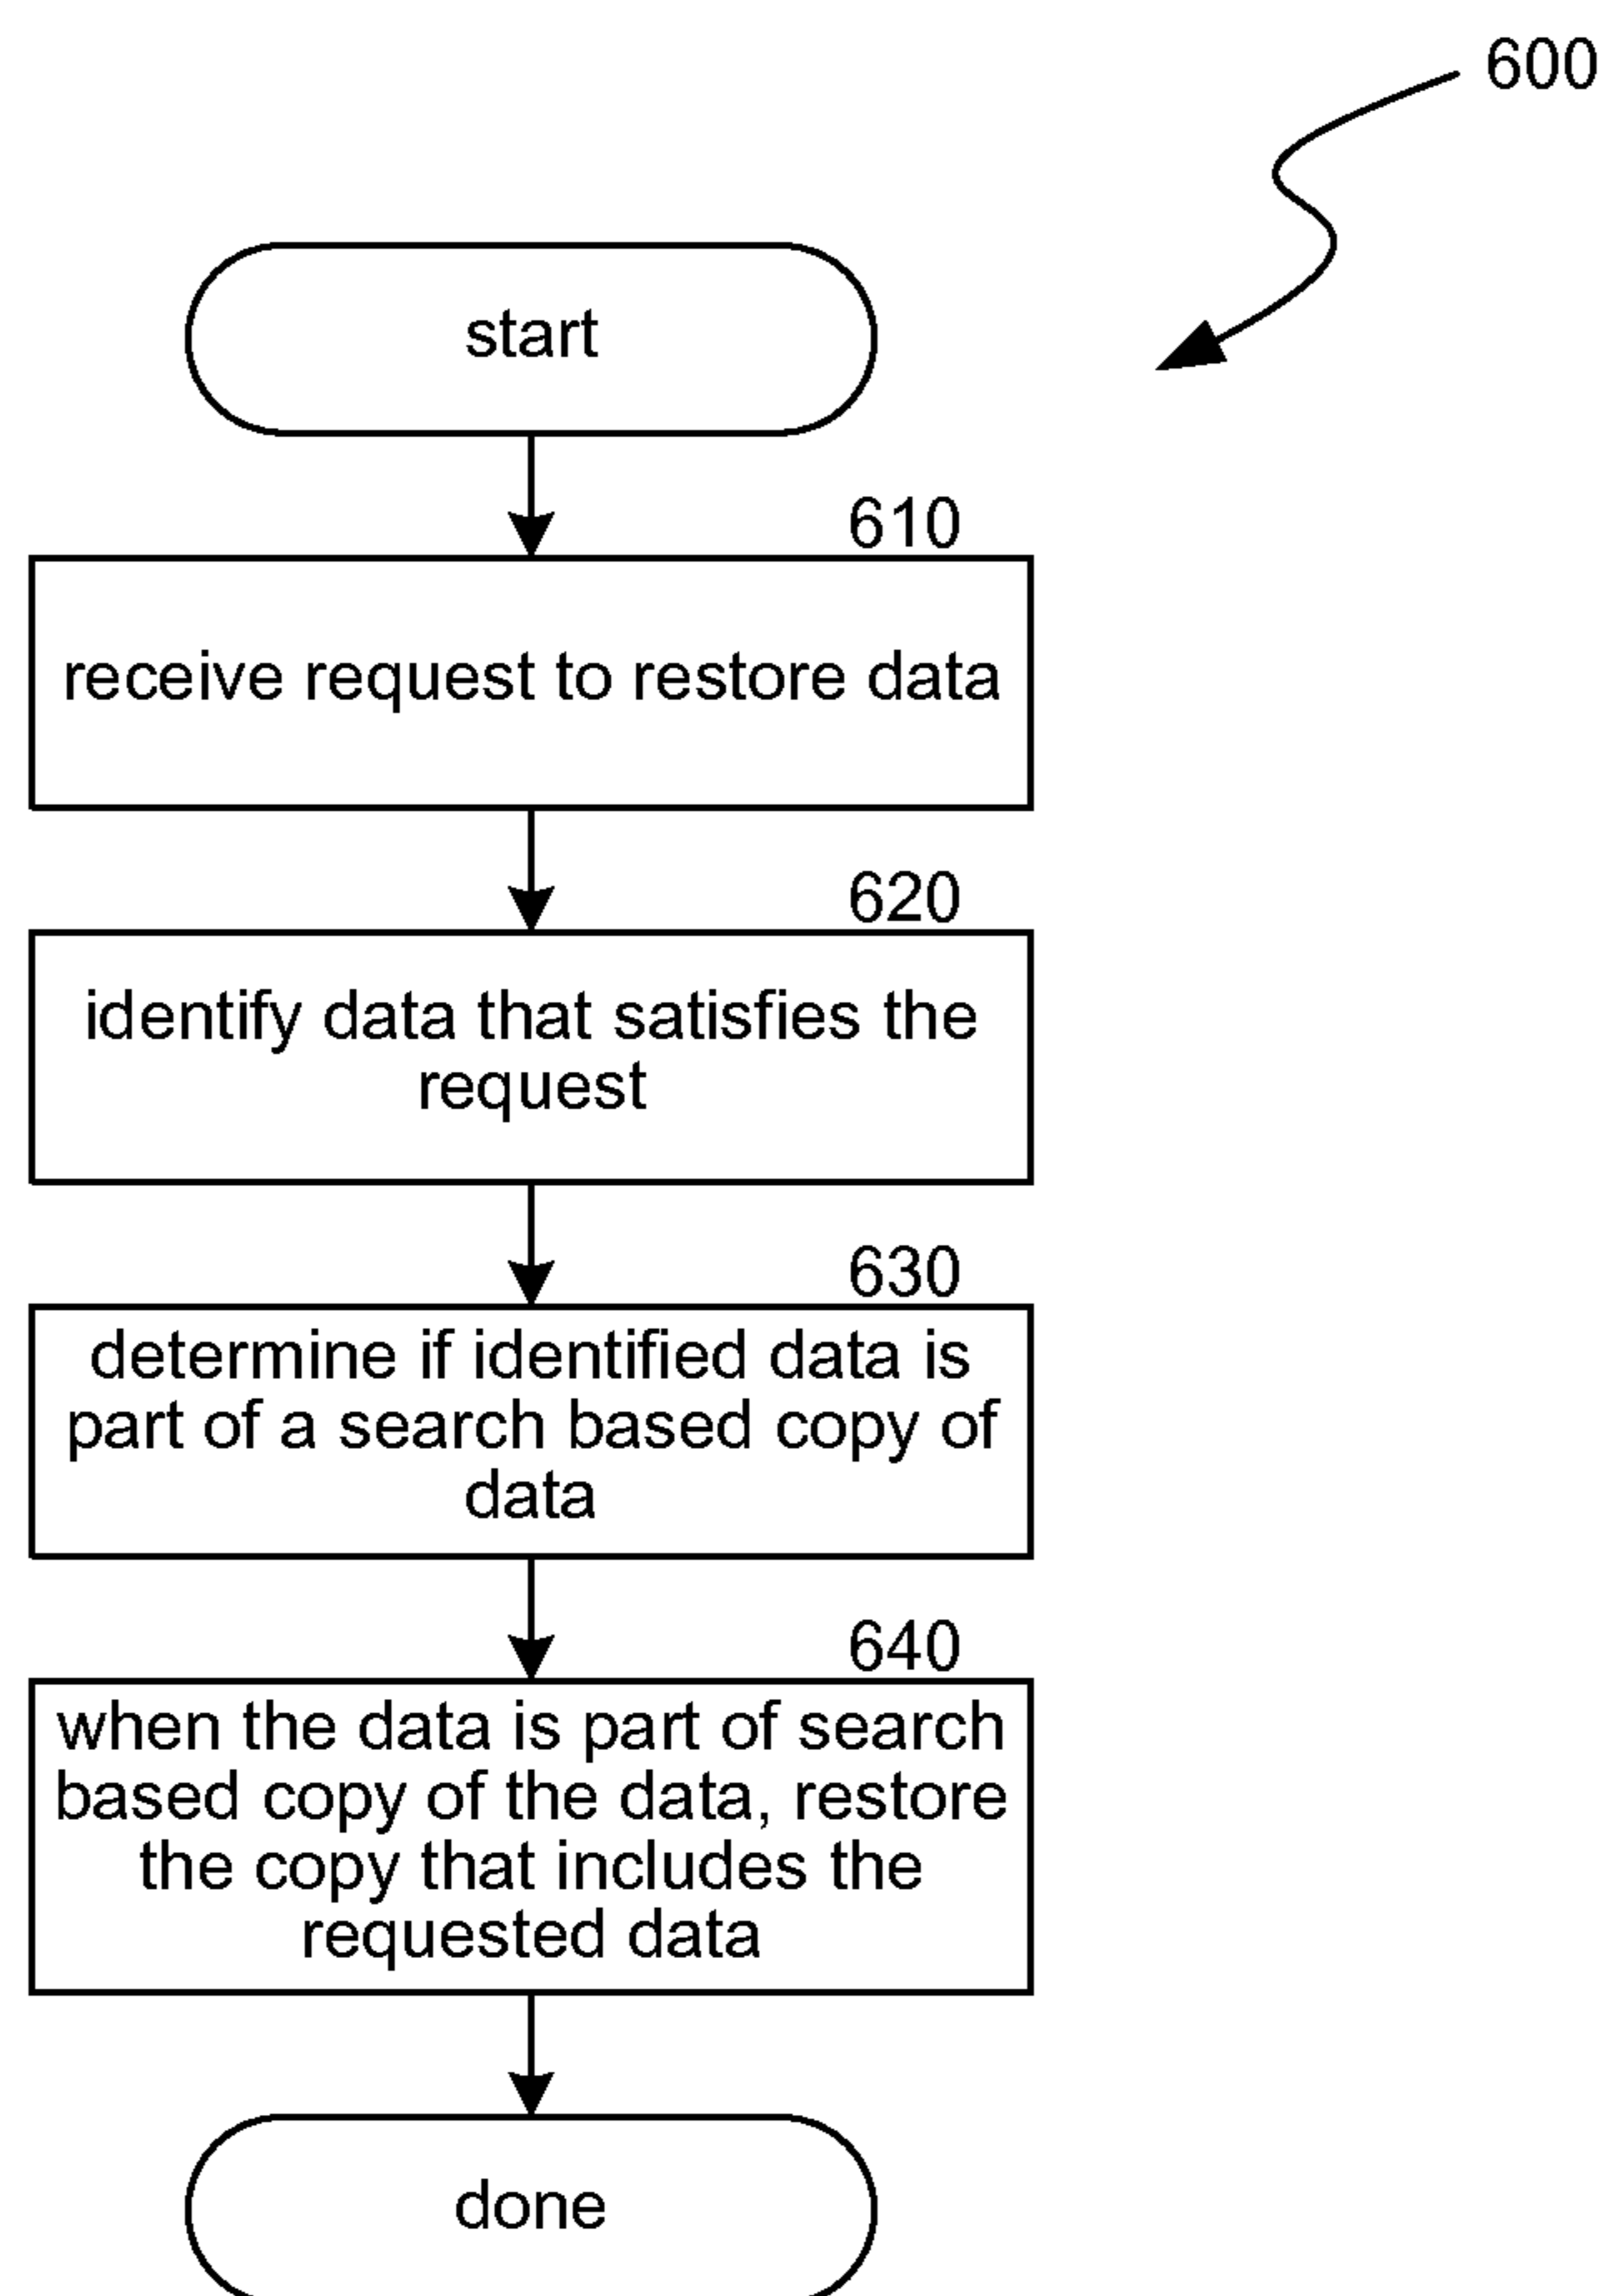 600
start
610
receive request to restore data
620
identify data that satisfies the
request
630
determine if identified data is
part of a search based copy of
data
640
when the data is part of search
based copy of the data, restore
the copy that includes the
requested data
done